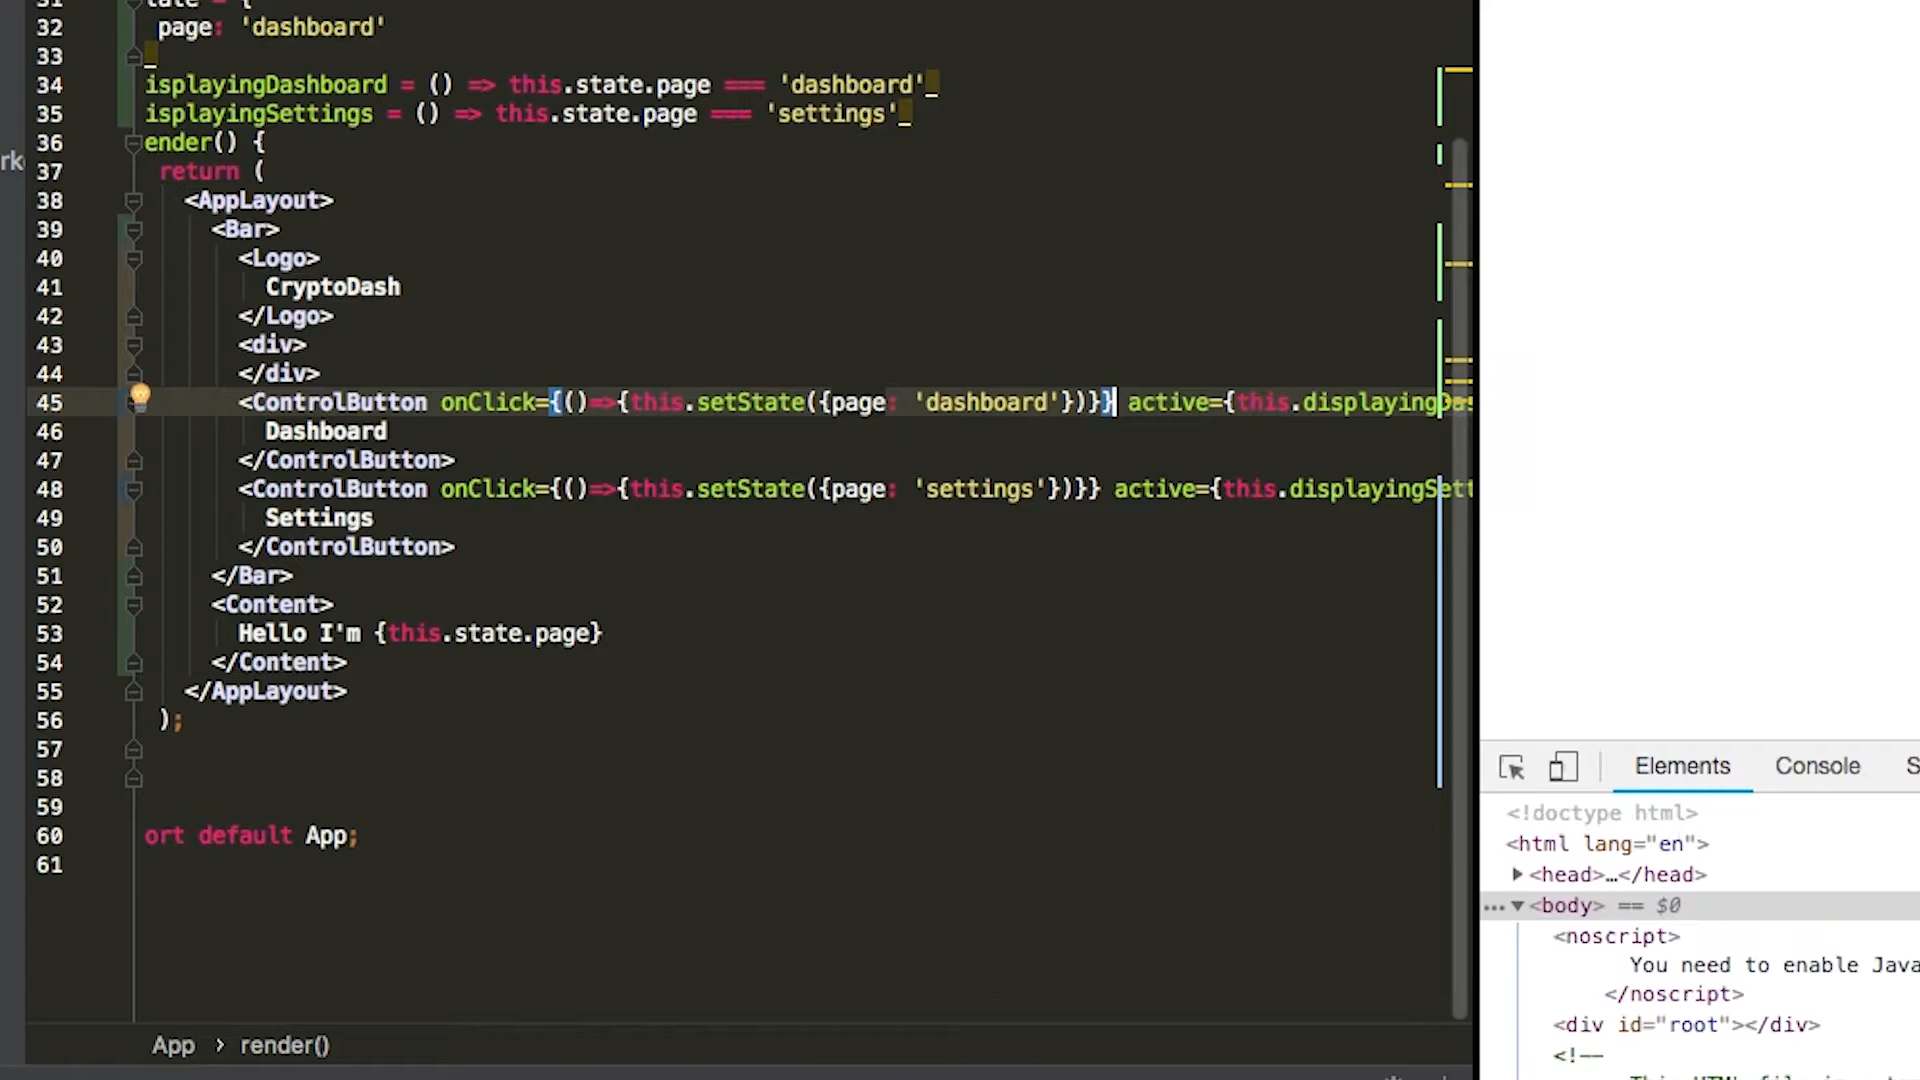 31 tate = {
32 page: 'dashboard'
33
34 isplayingDashboard = () => this.state.page === 'dashboard'
35 isplayingSettings = () => this.state.page === 'settings'
36 ender() {
37 return (
38 <AppLayout>
39 <Bar>
40 <Logo>
41 CryptoDash
42 </Logo>
43 <div>
44 </div>
45 <ControlButton onClick={()=>{this.setState({page: 'dashboard'})}} active={this.displayingDas
46 Dashboard
47 </ControlButton>
48 <ControlButton onClick={()=>{this.setState({page: 'settings'})}} active={this.displayingSett
49 Settings
50 </ControlButton>
51 </Bar>
52 <Content>
53 Hello I'm {this.state.page}
54 </Content>
55 </AppLayout>
56 );
57
58
59
60 ort default App;
61
App › render()
rk
Elements Console S
<!doctype html>
<html lang="en">
<head>…</head>
… <body> == $0
<noscript>
You need to enable Java
</noscript>
<div id="root"></div>
<!--